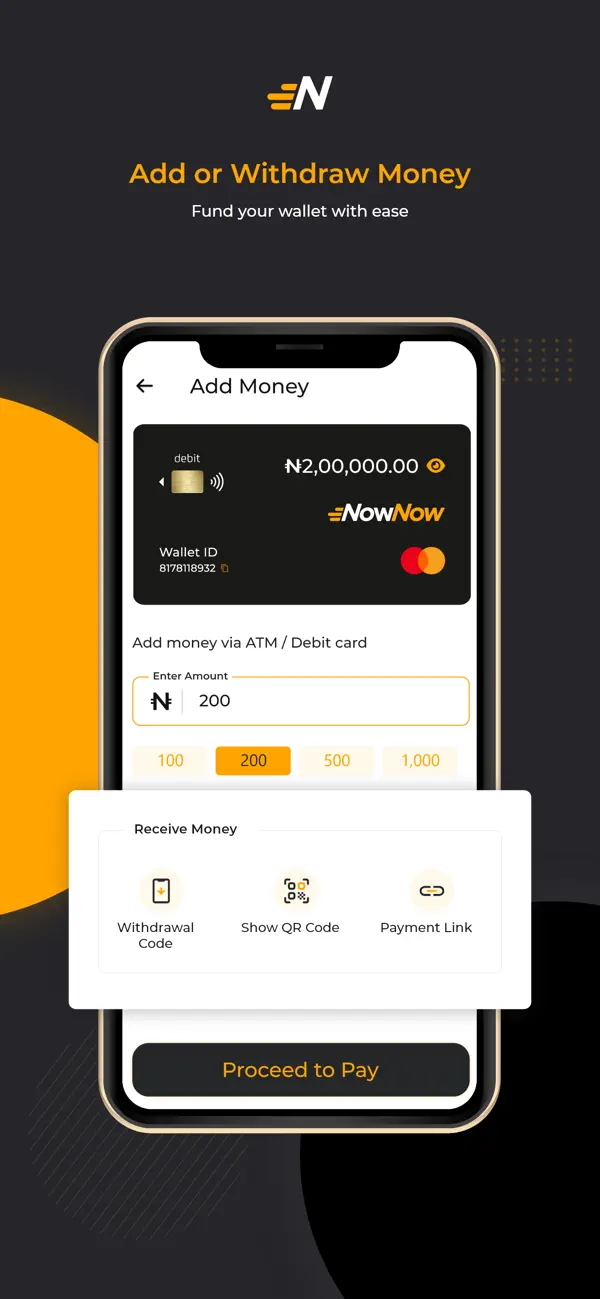 N
Add or Withdraw Money
Fund your wallet with ease
Add Money
debit
₦2,00,000.00
NowNow
Wallet ID
8178118932
Add money via ATM / Debit card
Enter Amount
₦ 200
100 200 500 1,000
Receive Money
Withdrawal Code
Show QR Code
Payment Link
Proceed to Pay